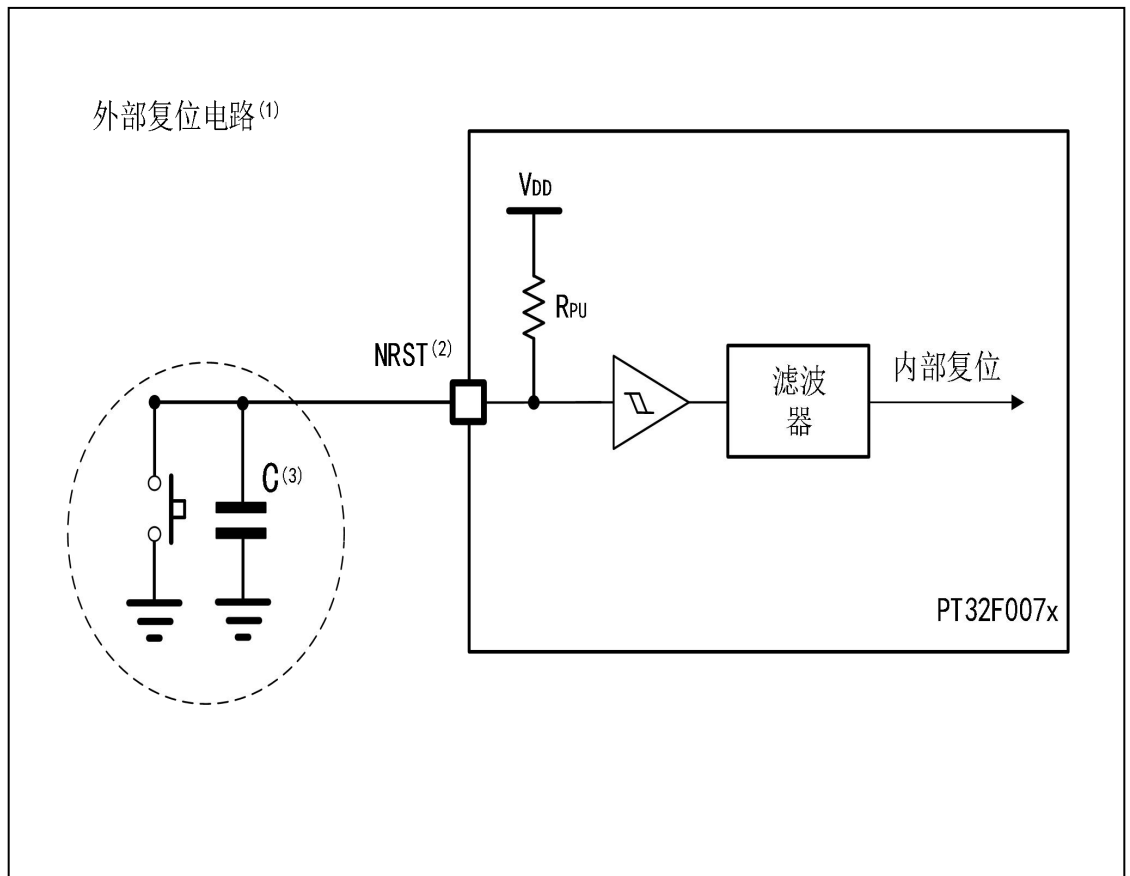 外部复位电路(1)
VDD
RPU
NRST(2)
滤波
器
内部复位
C(3)
PT32F007x